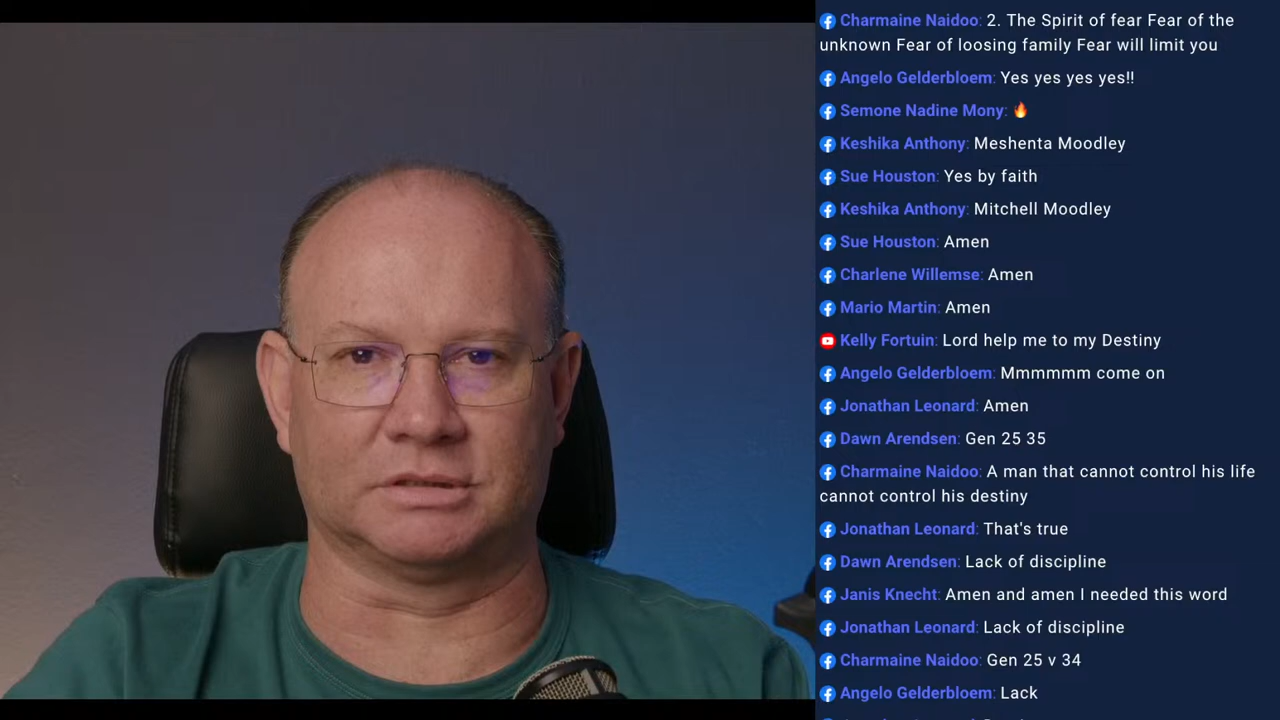 Charmaine Naidoo: 2. The Spirit of fear Fear of the
unknown Fear of loosing family Fear will limit you
Angelo Gelderbloem: Yes yes yes yes!!
Semone Nadine Mony: 🔥
Keshika Anthony: Meshenta Moodley
Sue Houston: Yes by faith
Keshika Anthony: Mitchell Moodley
Sue Houston: Amen
Charlene Willemse: Amen
Mario Martin: Amen
Kelly Fortuin: Lord help me to my Destiny
Angelo Gelderbloem: Mmmmmm come on
Jonathan Leonard: Amen
Dawn Arendsen: Gen 25 35
Charmaine Naidoo: A man that cannot control his life
cannot control his destiny
Jonathan Leonard: That's true
Dawn Arendsen: Lack of discipline
Janis Knecht: Amen and amen I needed this word
Jonathan Leonard: Lack of discipline
Charmaine Naidoo: Gen 25 v 34
Angelo Gelderbloem: Lack